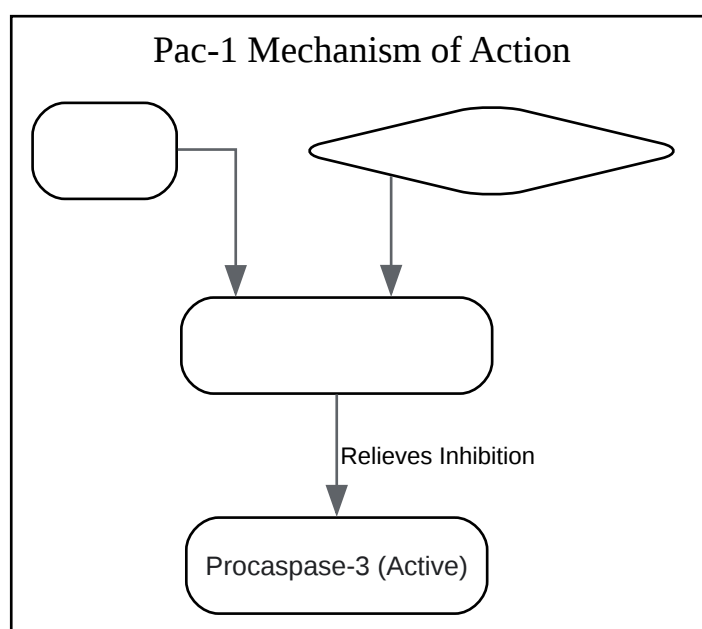 Pac-1 Mechanism of Action
Relieves Inhibition
Procaspase-3 (Active)